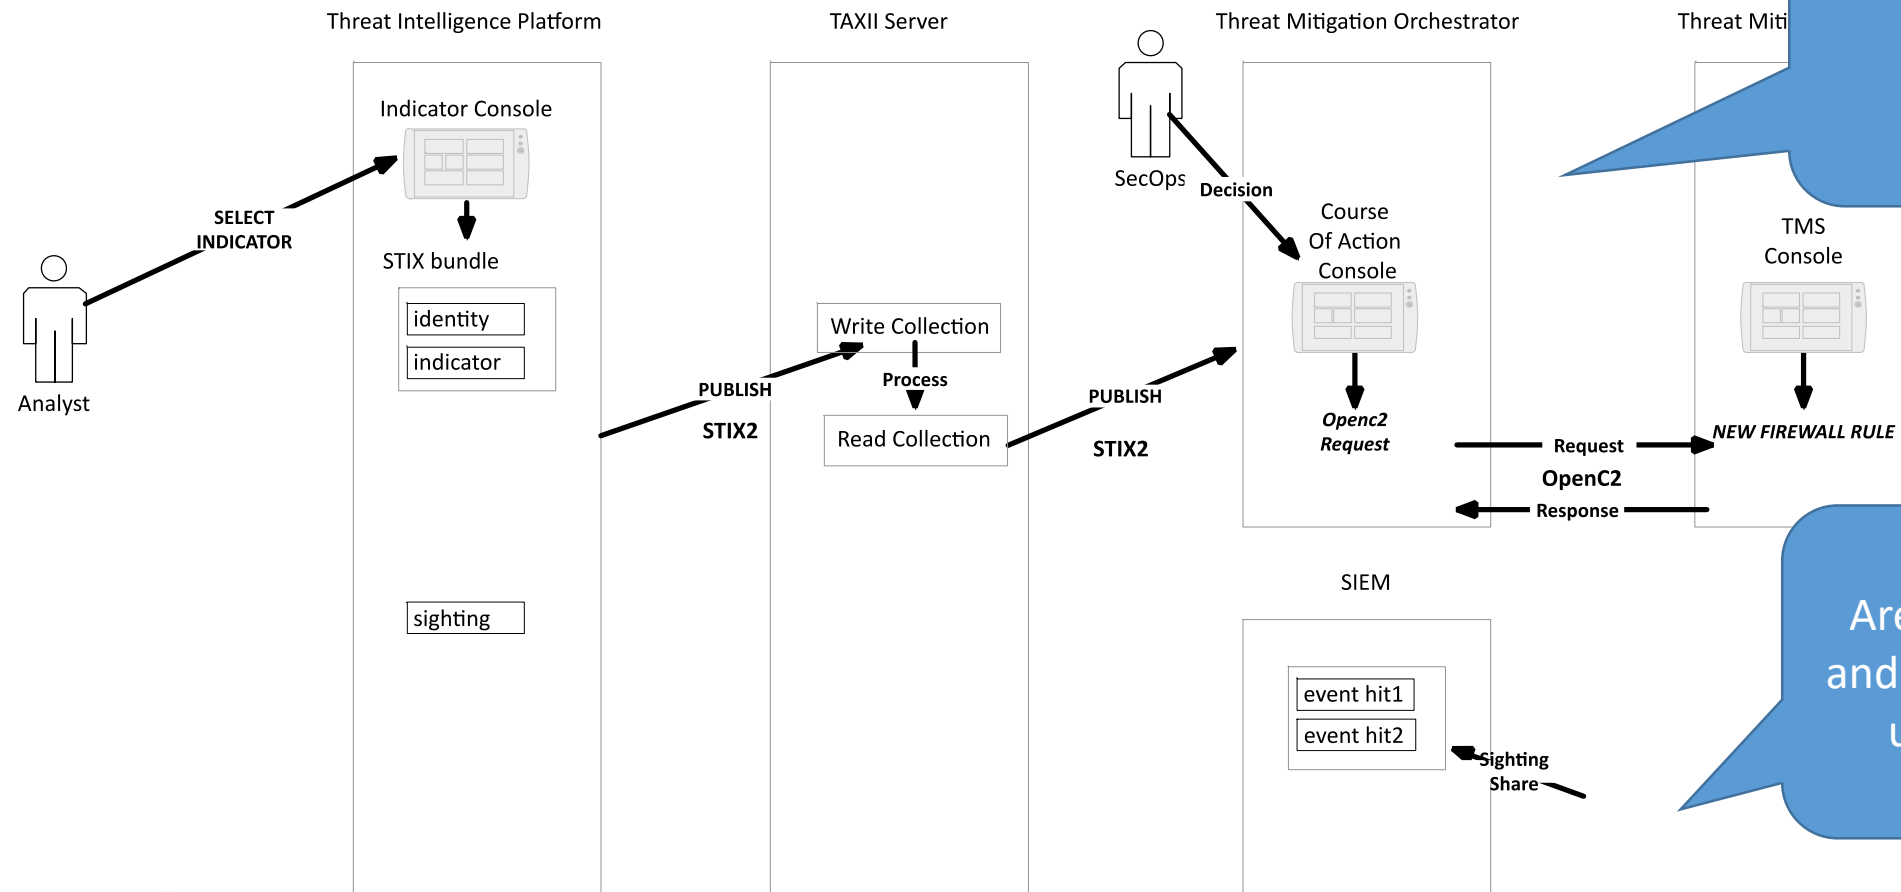 Threat Intelligence Platform
TAXII Server
Threat Mitigation Orchestrator
Threat
Indicator Console
SELECT
INDICATOR
STIX bundle
identity
indicator
Analyst
PUBLISH
STIX2
Write Collection
Process
Read Collection
PUBLISH
STIX2
SecOps
Decision
Course
Of Action
Console
Openc2
Request
Request
OpenC2
Response
TMS
Console
NEW FIREWALL RULE
sighting
SIEM
event hit1
event hit2
Sighting
Share
and